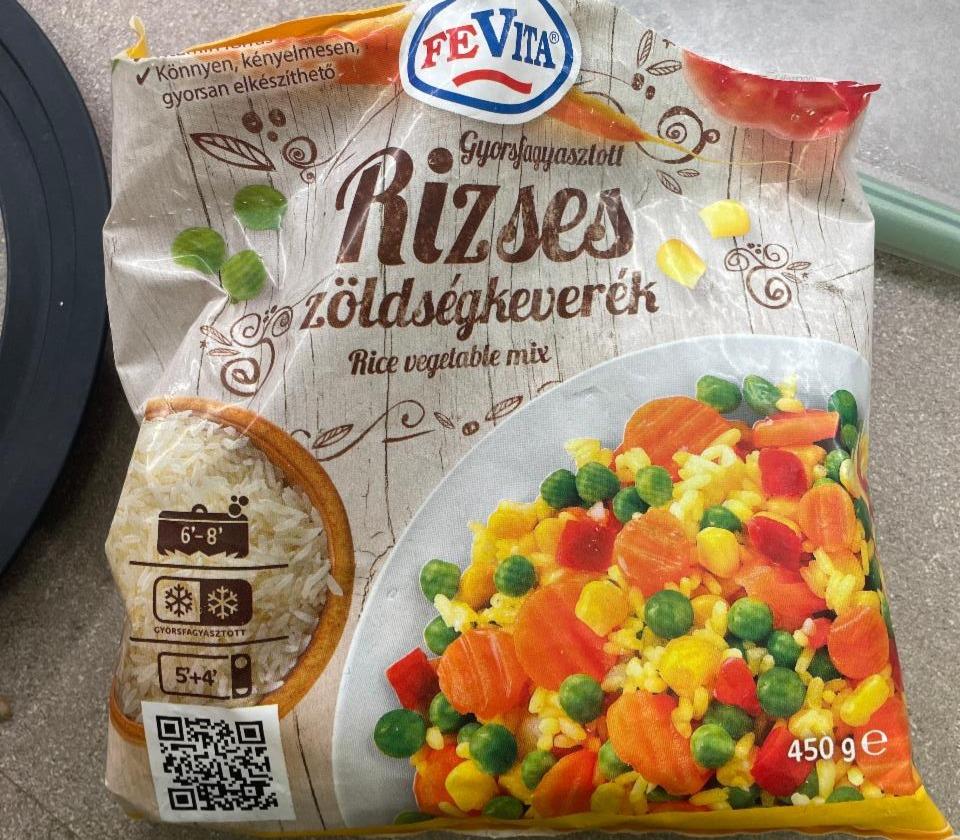 ✓ Könnyen, kényelmesen,
gyorsan elkészíthető
FEVITA®
Gyorsfagyasztott
Rizses
zöldségkeverék
Rice vegetable mix
6'-8'
GYORSFAGYASZTOTT
5'+4'
450 g e